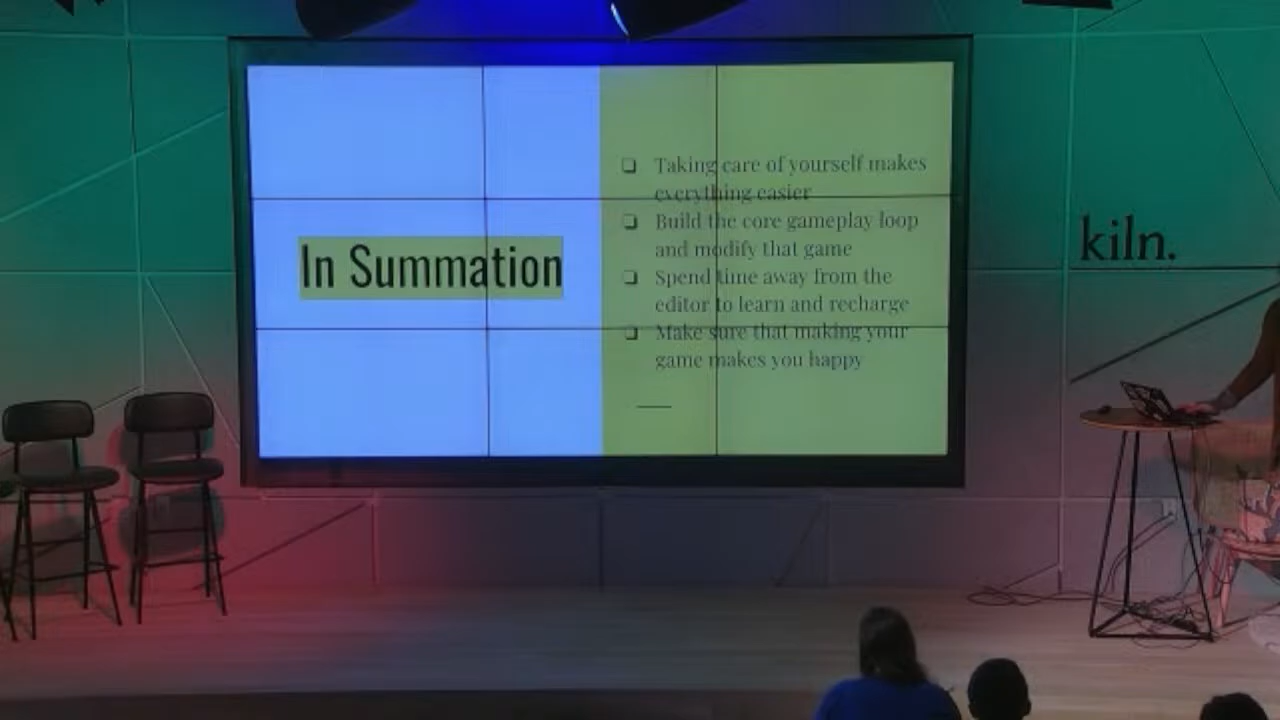 In Summation
❏ Taking care of yourself makes
everything easier
❏ Build the core gameplay loop
and modify that game
❏ Spend time away from the
editor to learn and recharge
❏ Make sure that making your
game makes you happy
kiln.